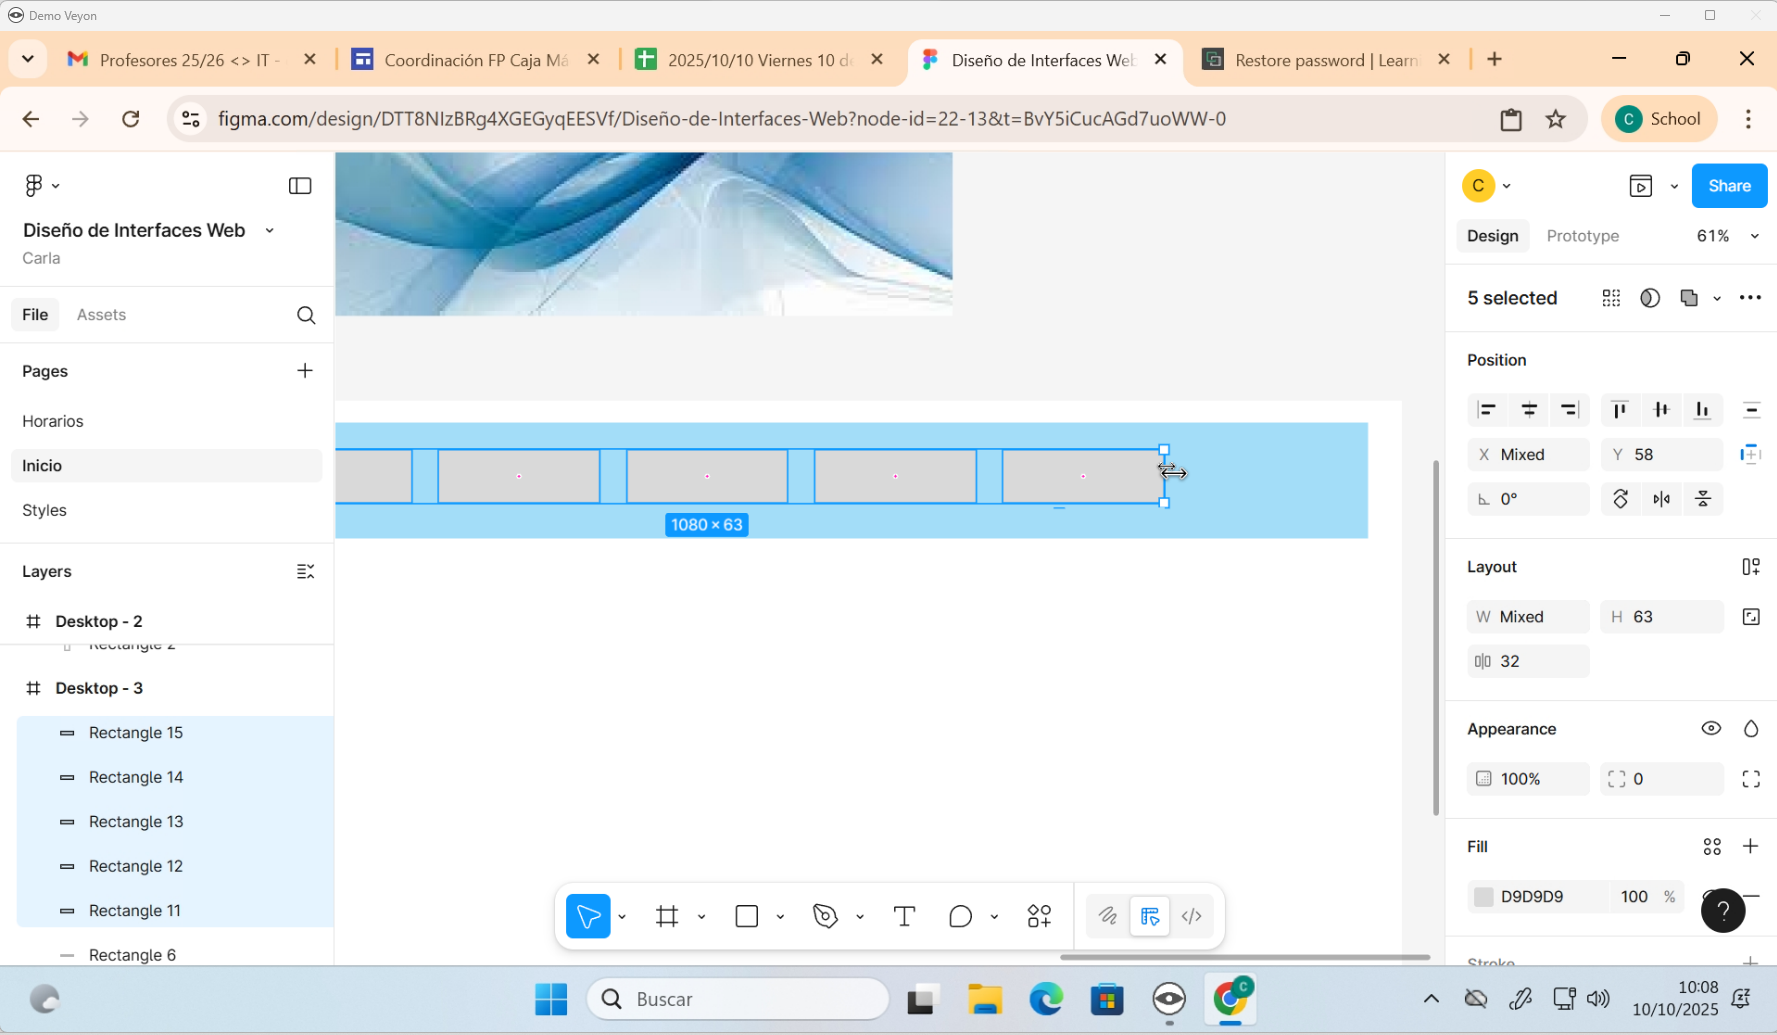 Demo Veyon
Profesores 25/26 <> IT -
Coordinación FP Caja Má
2025/10/10 Viernes 10 de
Diseño de Interfaces Web
Restore password | Learni
figma.com/design/DTT8NIzBRg4XGEGyqEESVf/Diseño-de-Interfaces-Web?node-id=22-13&t=BvY5iCucAGd7uoWW-0
C School
Diseño de Interfaces Web
Carla
File Assets
Pages
Horarios
Inicio
Styles
Layers
Desktop - 2
Rectangle 2
Desktop - 3
Rectangle 15
Rectangle 14
Rectangle 13
Rectangle 12
Rectangle 11
Rectangle 6
1080 × 63
C
Share
Design Prototype 61%
5 selected
Position
X Mixed Y 58
0°
Layout
W Mixed H 63
32
Appearance
100% 0
Fill
D9D9D9 100 %
?
Stroke
Buscar
C
10:08
10/10/2025